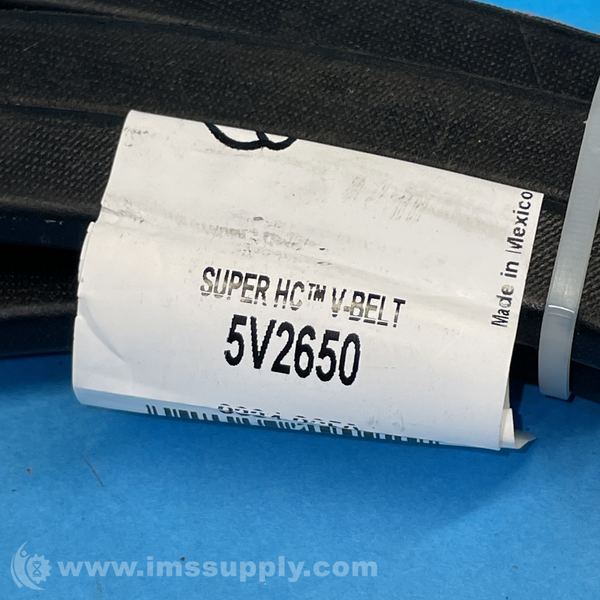 SUPER HC™ V-BELT
5V2650
Made in Mexico
www.imssupply.com